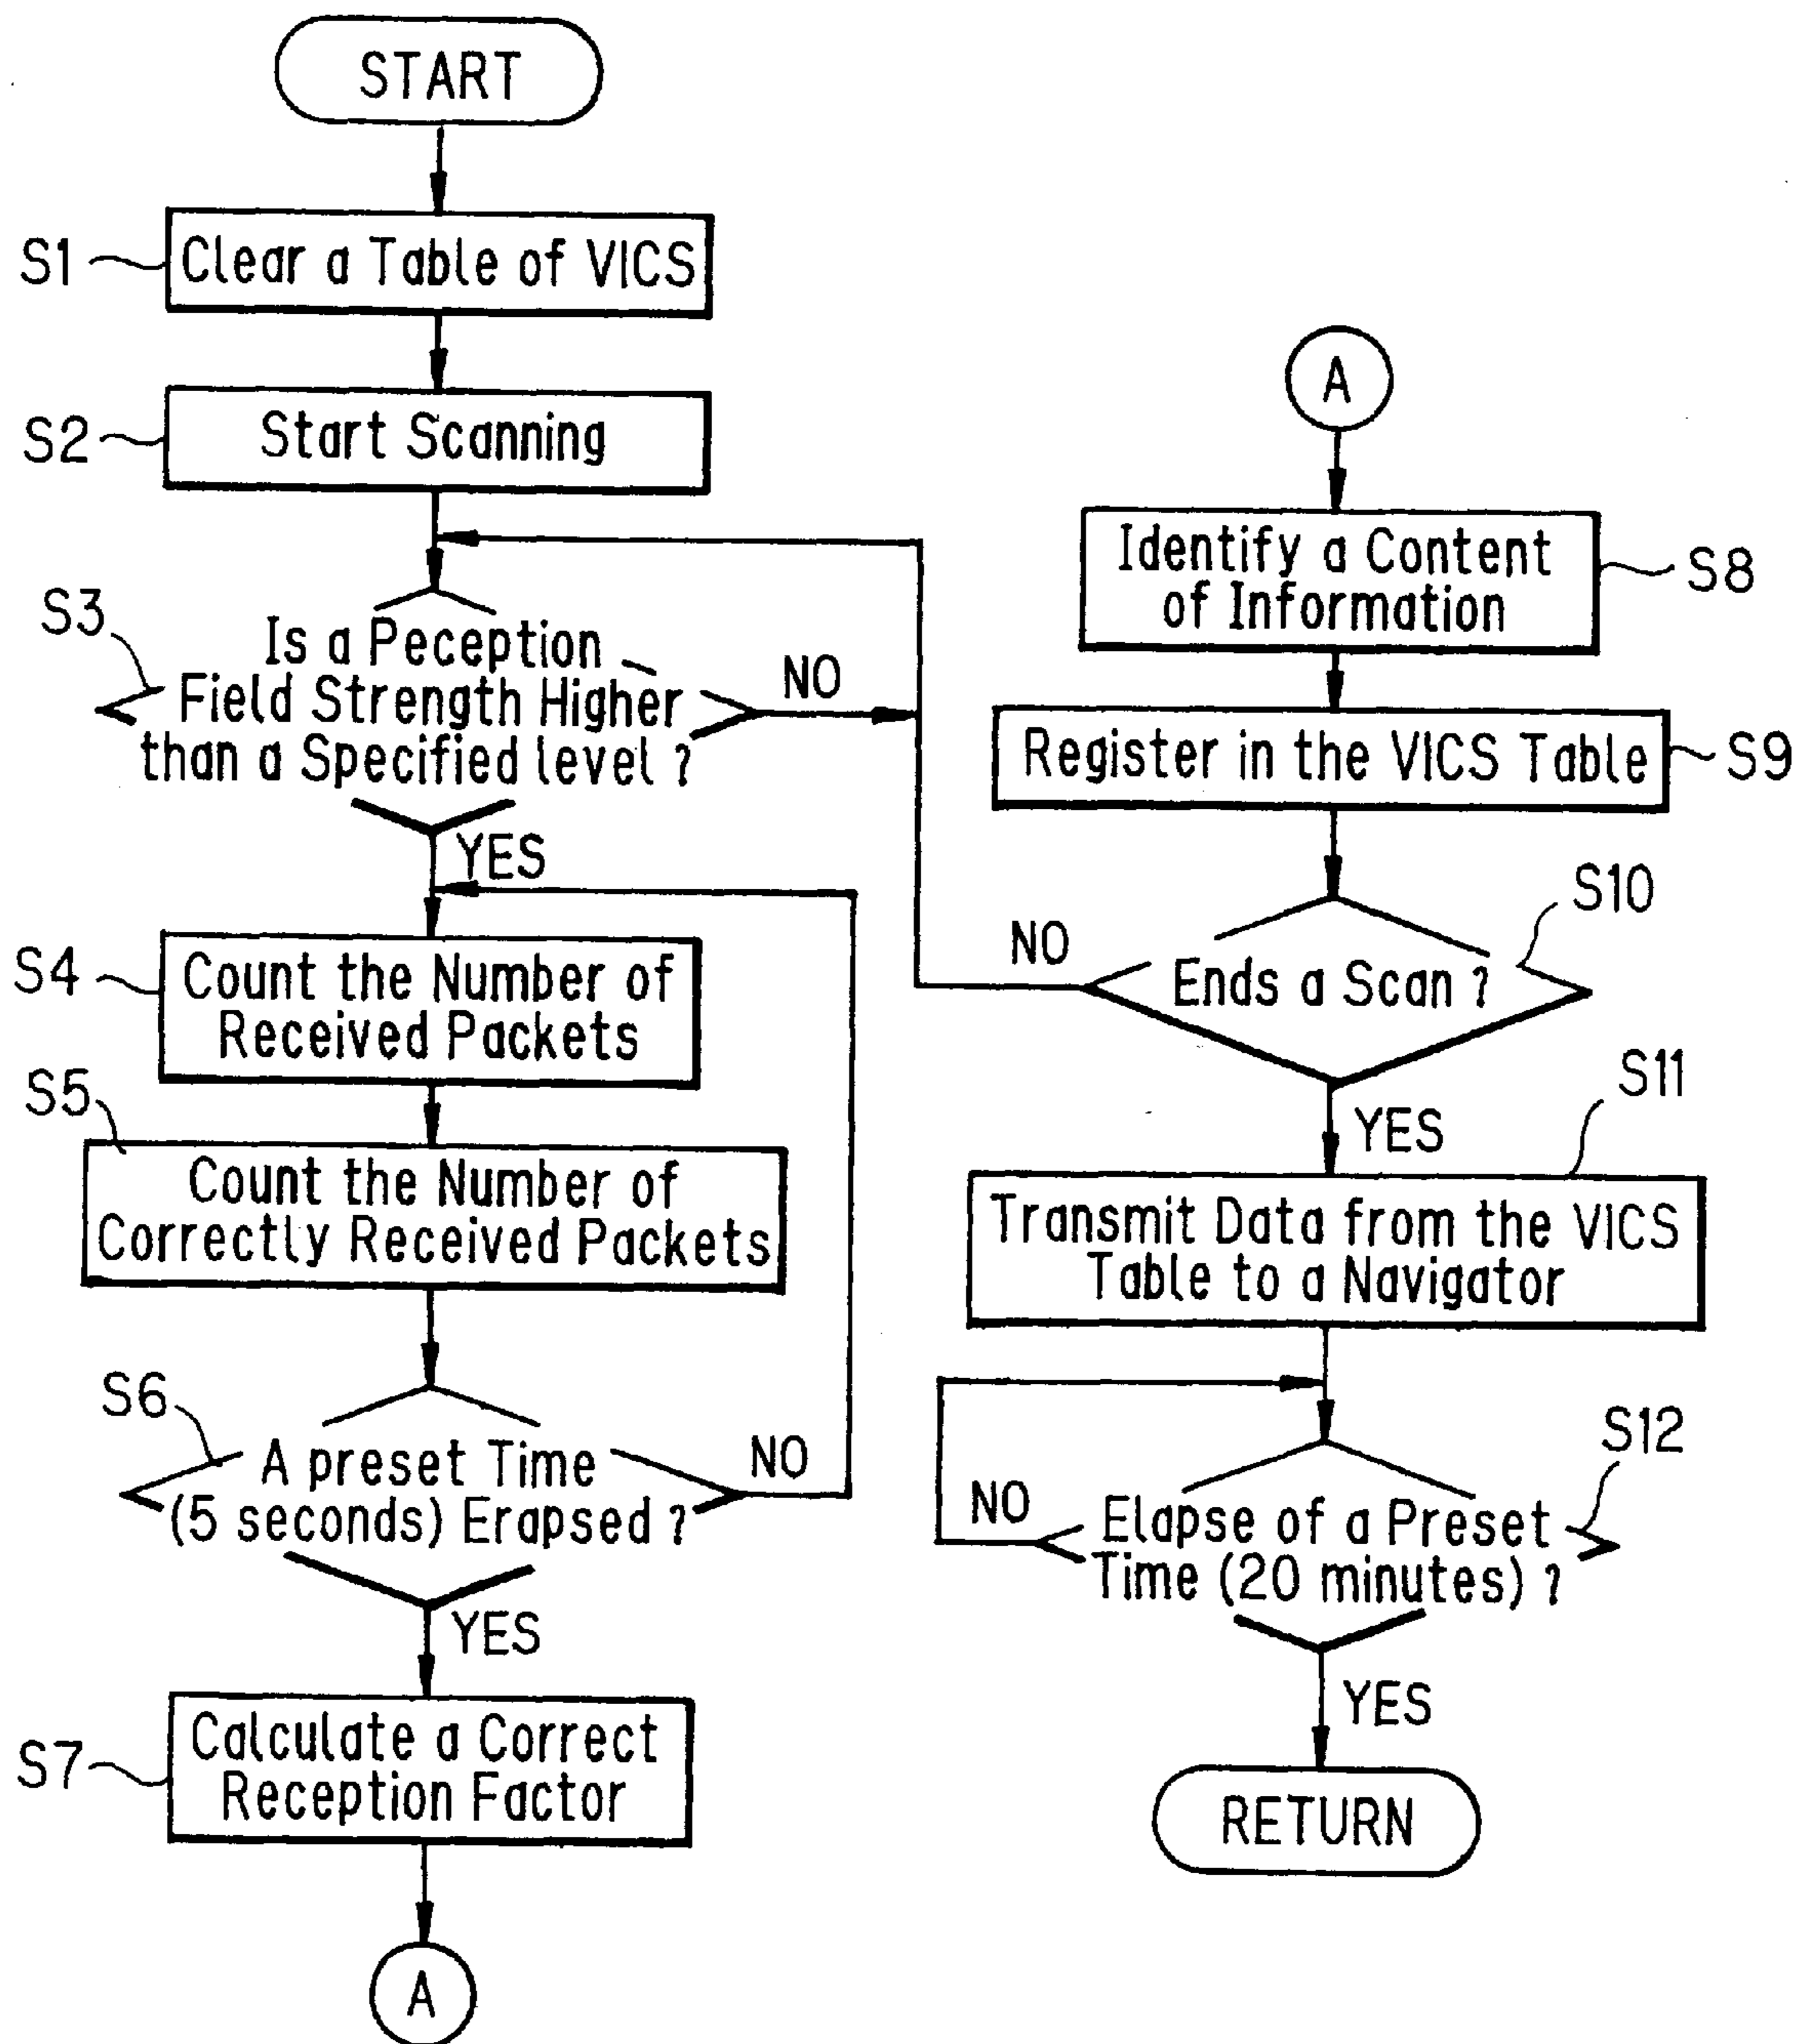 START
S1
Clear a Table of VICS
S2
Start Scanning
S3
Is a Peception
Field Strength Higher
than a Specified level ?
NO
YES
S4
Count the Number of
Received Packets
S5
Count the Number of
Correctly Received Packets
S6
A preset Time
(5 seconds) Erapsed ?
NO
YES
S7
Calculate a Correct
Reception Factor
A
A
Identify a Content
of Information
S8
Register in the VICS Table
S9
S10
Ends a Scan ?
NO
YES
S11
Transmit Data from the VICS
Table to a Navigator
S12
Elapse of a Preset
Time (20 minutes) ?
NO
YES
RETURN